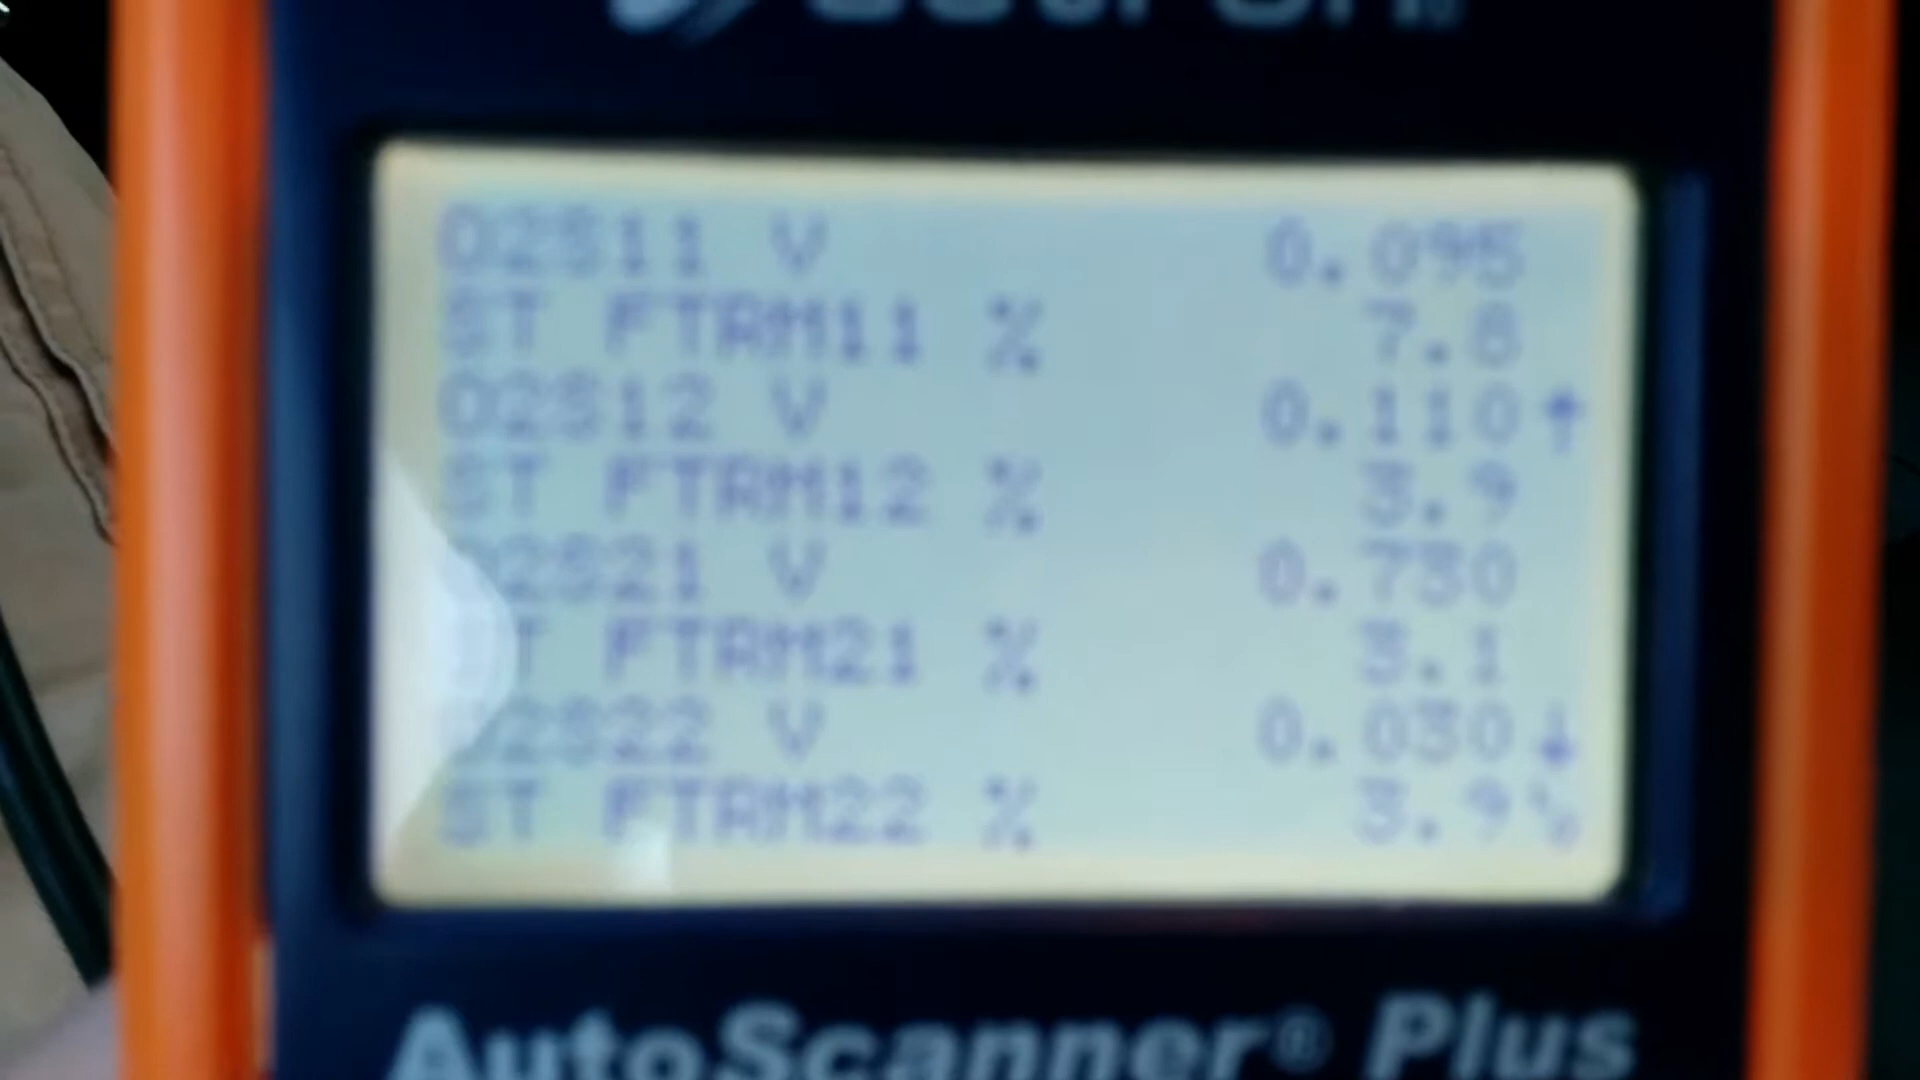 O2S11 V 0.095
ST FTRM11 % 7.8
O2S12 V 0.110
ST FTRM12 % 3.9
O2S21 V 0.730
ST FTRM21 % 3.1
O2S22 V 0.030
ST FTRM22 % 3.9
AutoScanner® Plus